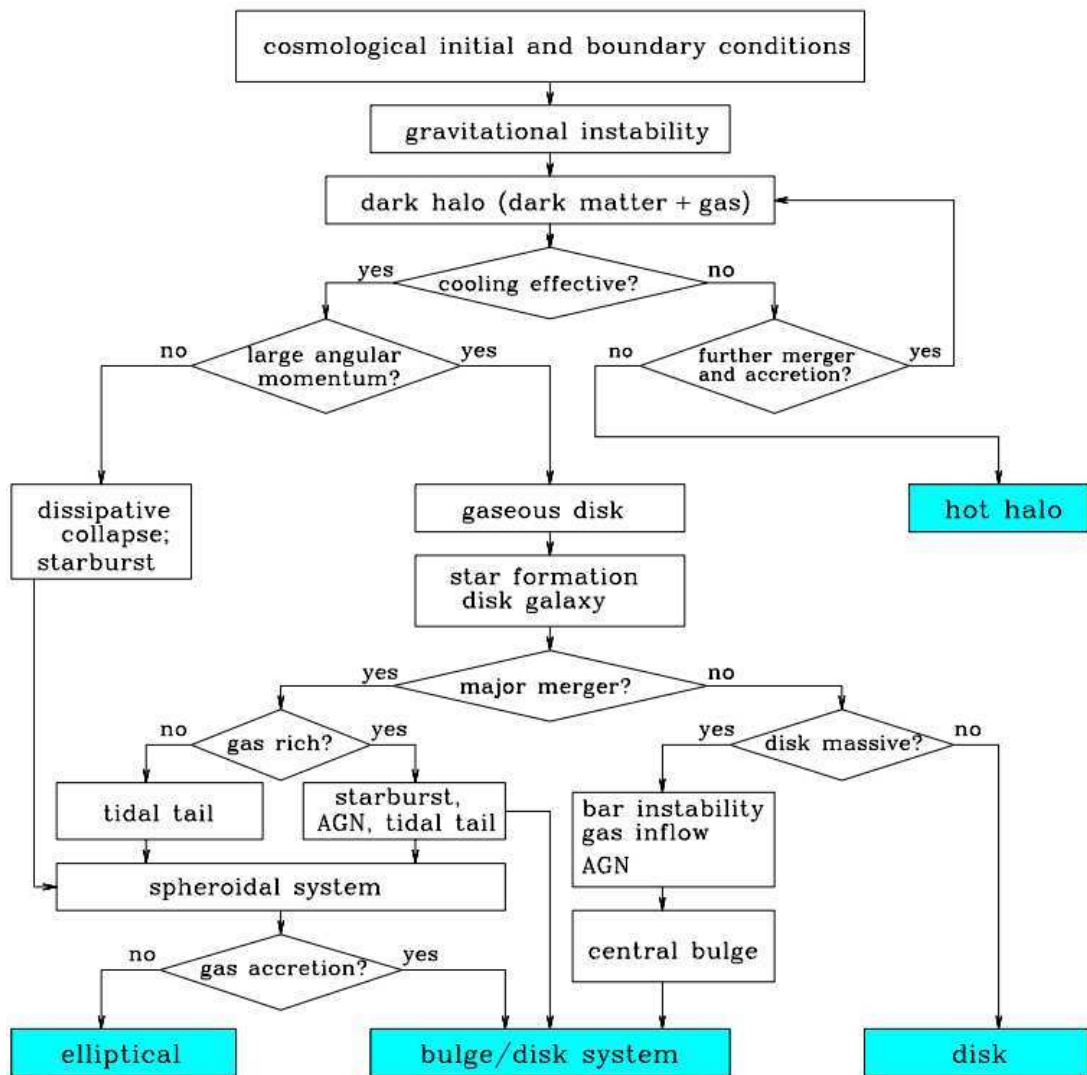 cosmological initial and boundary conditions
gravitational instability
dark halo (dark matter + gas)
yes
no
cooling effective?
no
large angular
momentum?
yes
no
further merger
and accretion?
yes
dissipative
collapse;
starburst
gaseous disk
hot halo
star formation
disk galaxy
yes
major merger?
no
no
gas rich?
yes
yes
disk massive?
no
tidal tail
starburst,
AGN, tidal tail
bar instability
gas inflow
AGN
spheroidal system
central bulge
no
gas accretion?
yes
elliptical
bulge/disk system
disk